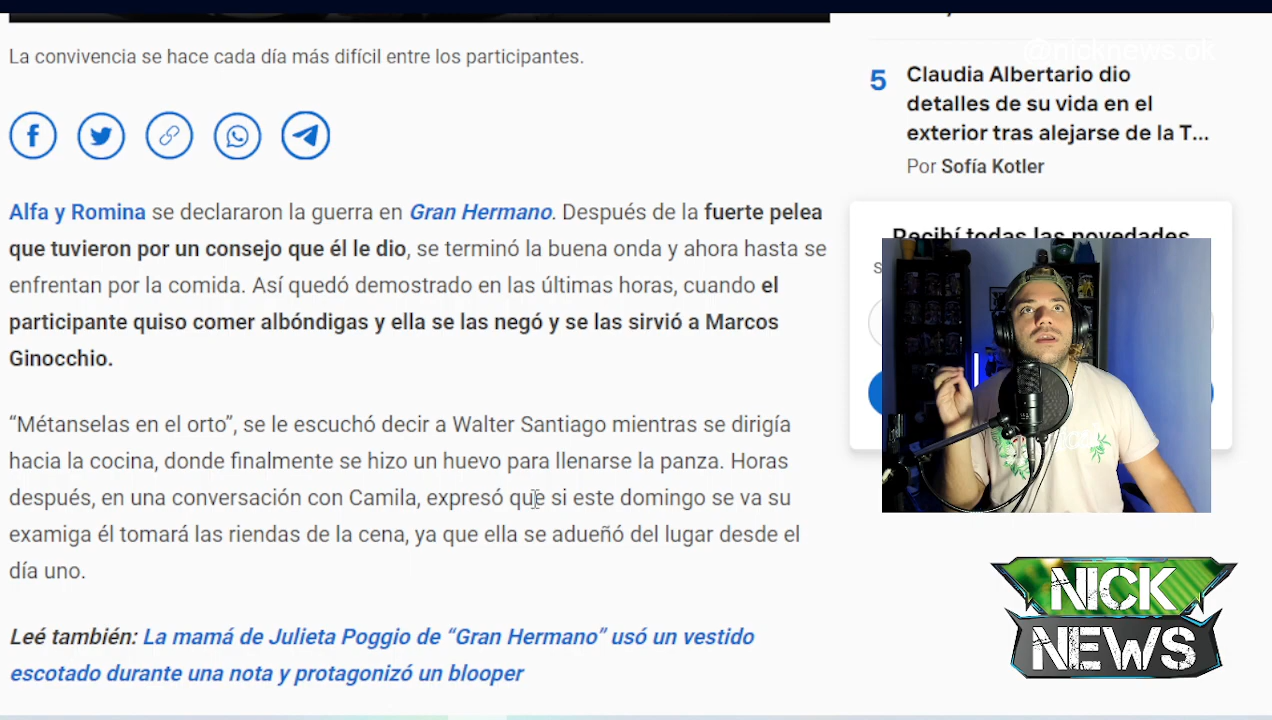 @nicknews.ok
La convivencia se hace cada día más difícil entre los participantes.
Alfa y Romina se declararon la guerra en Gran Hermano. Después de la fuerte pelea
que tuvieron por un consejo que él le dio, se terminó la buena onda y ahora hasta se
enfrentan por la comida. Así quedó demostrado en las últimas horas, cuando el
participante quiso comer albóndigas y ella se las negó y se las sirvió a Marcos
Ginocchio.
“Métanselas en el orto”, se le escuchó decir a Walter Santiago mientras se dirigía
hacia la cocina, donde finalmente se hizo un huevo para llenarse la panza. Horas
después, en una conversación con Camila, expresó que si este domingo se va su
examiga él tomará las riendas de la cena, ya que ella se adueñó del lugar desde el
día uno.
Leé también: La mamá de Julieta Poggio de “Gran Hermano” usó un vestido
escotado durante una nota y protagonizó un blooper
5
Claudia Albertario dio
detalles de su vida en el
exterior tras alejarse de la T...
Por Sofía Kotler
Recibí todas las novedades
NICK
NEWS